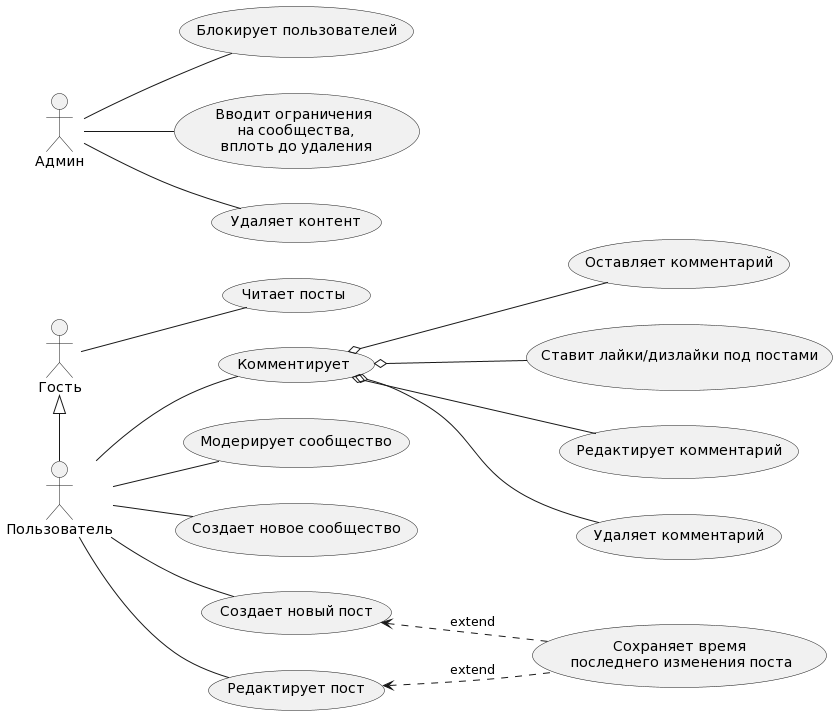 Блокирует пользователей
Вводит ограничения
на сообщества,
вплоть до удаления
Админ
Удаляет контент
Оставляет комментарий
Читает посты
Ставит лайки/дизлайки под постами
Комментирует
Гость
Модерирует сообщество
Редактирует комментарий
Пользователь
Создает новое сообщество
Удаляет комментарий
Создает новый пост
extend
Сохраняет время
последнего изменения поста
extend
Редактирует пост